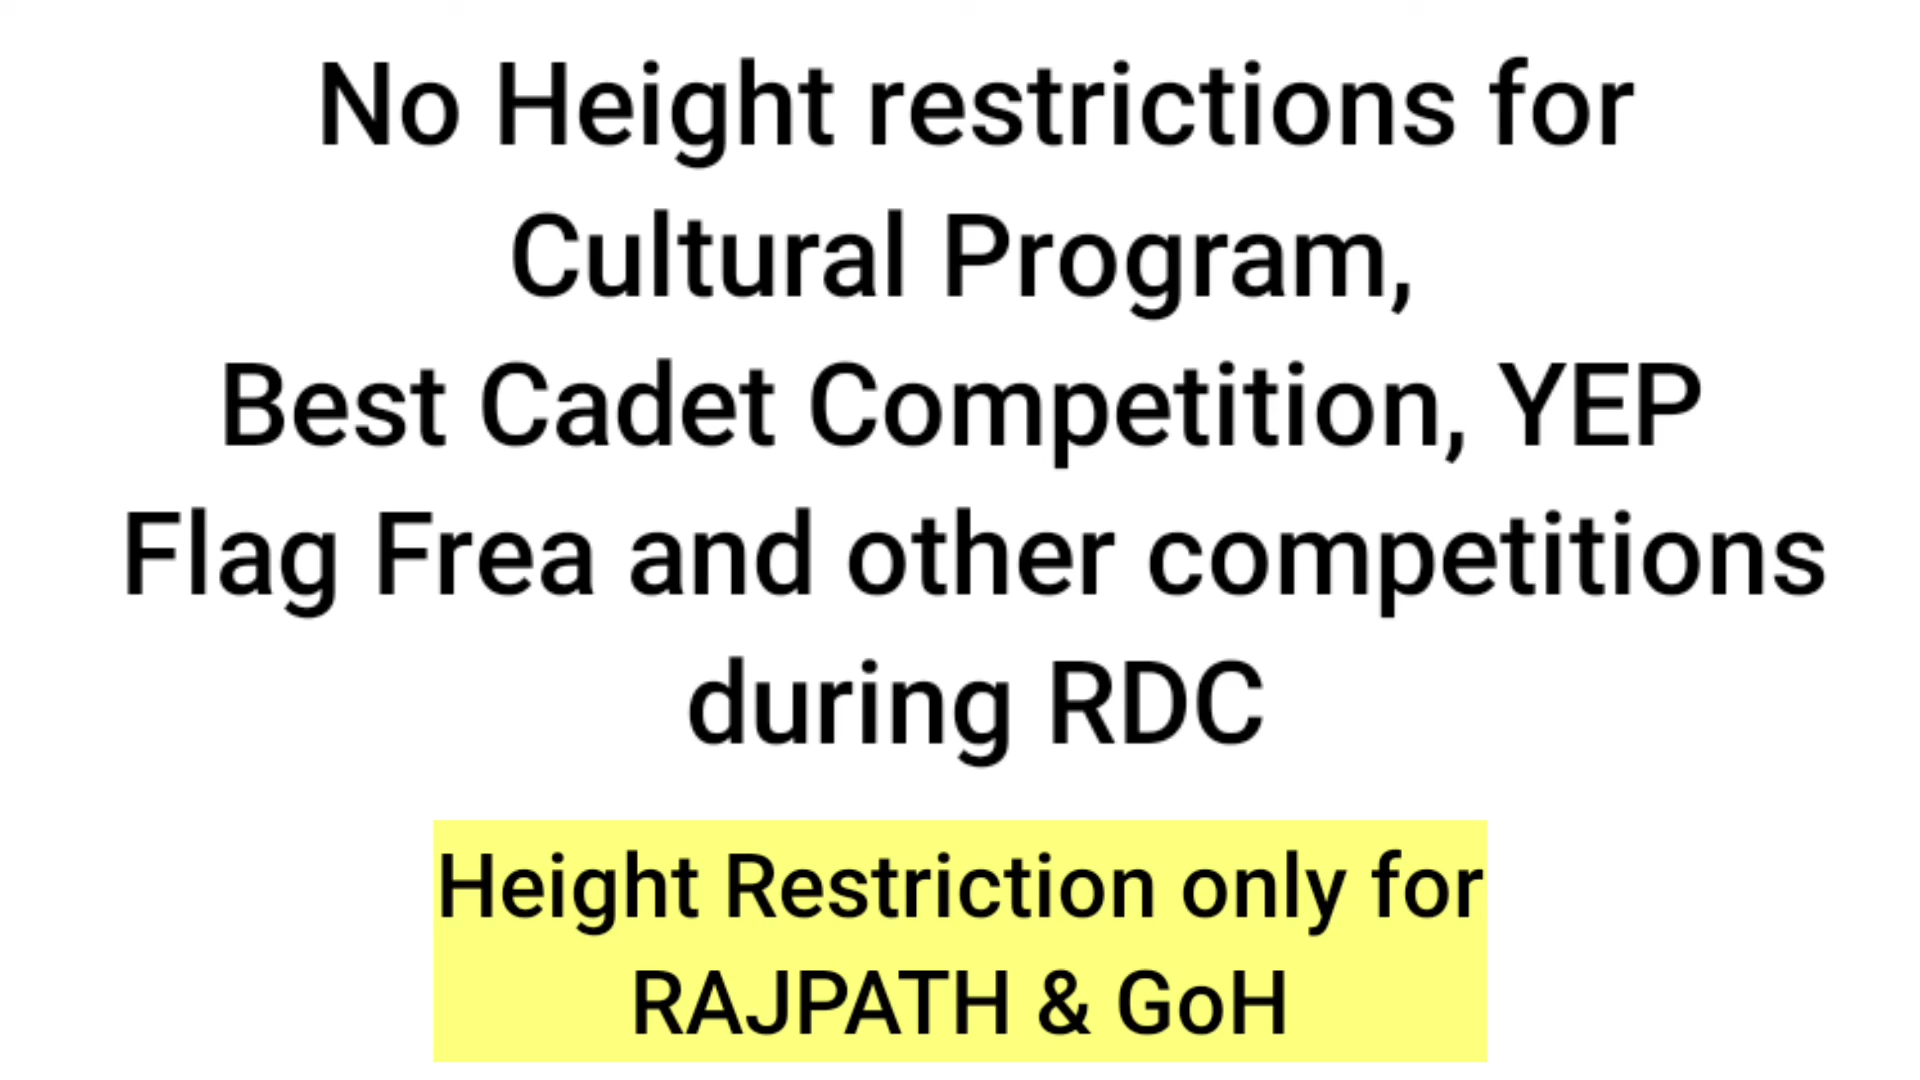 No Height restrictions for
Cultural Program,
Best Cadet Competition, YEP
Flag Frea and other competitions
during RDC
Height Restriction only for
RAJPATH & GoH